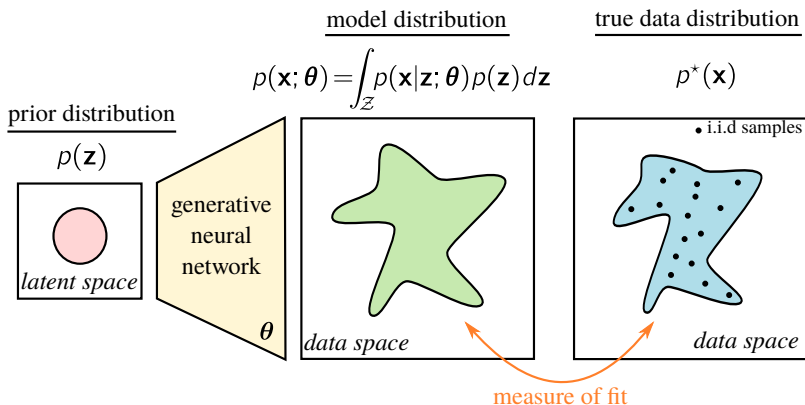 model distribution
true data distribution
p(x; θ) = ∫_Z p(x|z; θ)p(z)dz
p*(x)
prior distribution
p(z)
i.i.d samples
generative
neural
network
latent space
θ
data space
data space
measure of fit